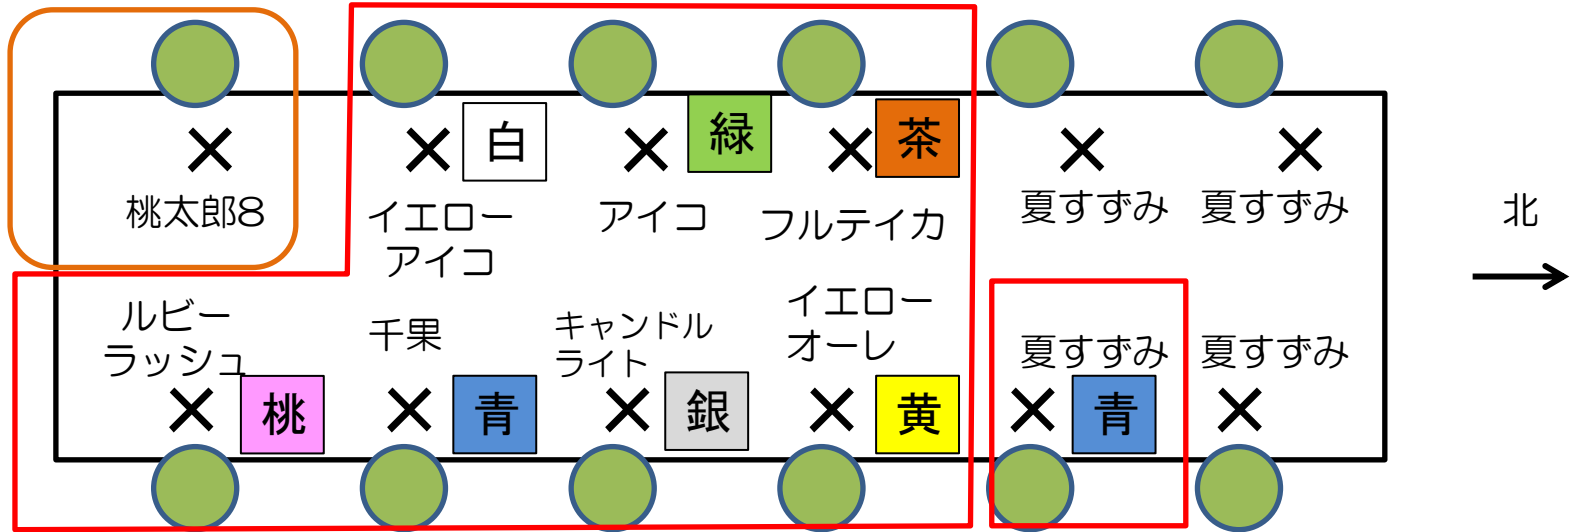 白
緑
茶
桃太郎8
イエロー
アイコ
アイコ
フルティカ
夏すずみ
夏すずみ
北
ルビー
ラッシュ
千果
キャンドル
ライト
イエロー
オーレ
夏すずみ
夏すずみ
桃
青
銀
黄
青